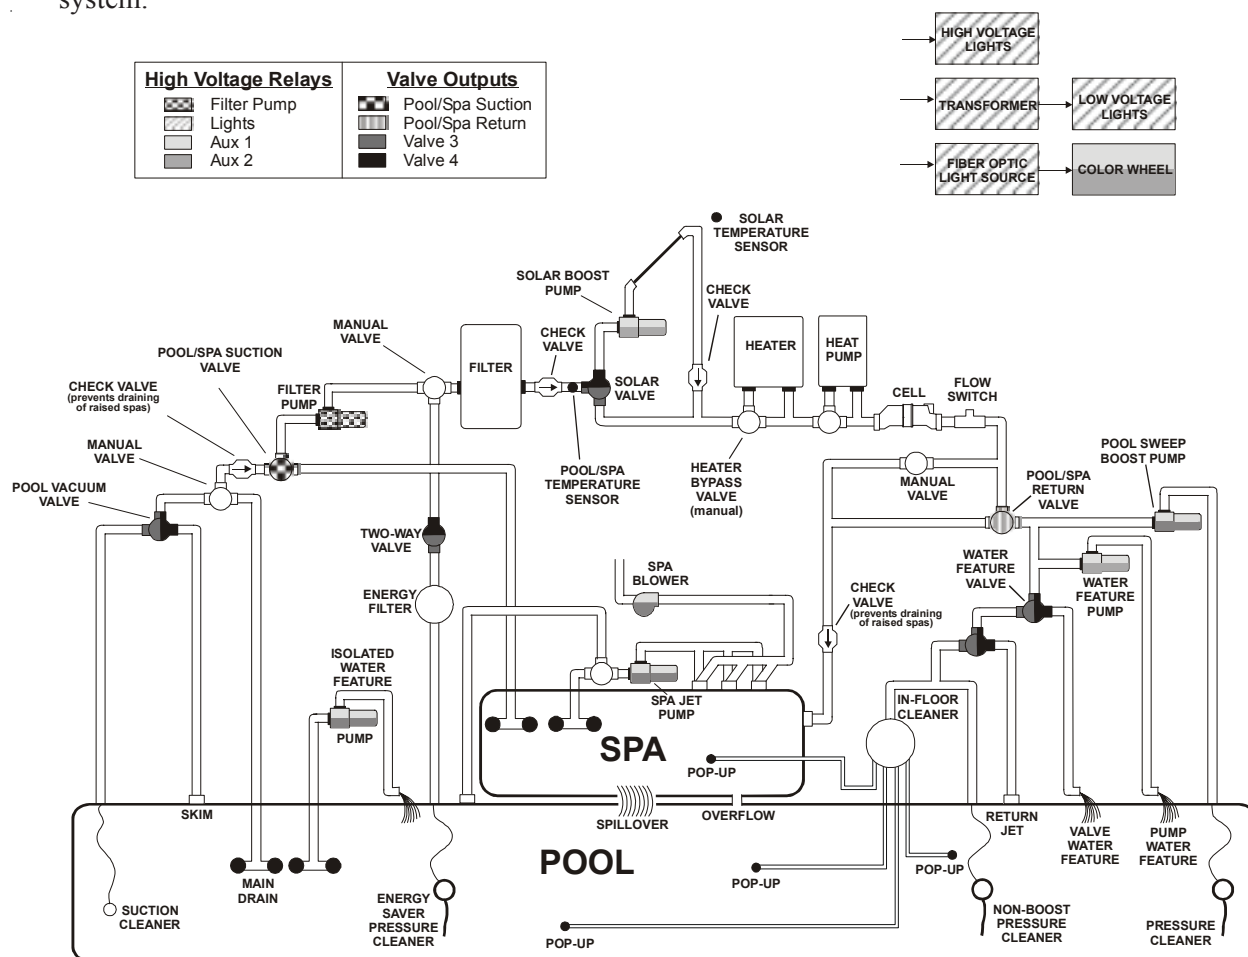 system.
HIGH VOLTAGE
LIGHTS
TRANSFORMER
LOW VOLTAGE
LIGHTS
FIBER OPTIC
LIGHT SOURCE
COLOR WHEEL
High Voltage Relays
Filter Pump
Lights
Aux 1
Aux 2
Valve Outputs
Pool/Spa Suction
Pool/Spa Return
Valve 3
Valve 4
SOLAR
TEMPERATURE
SENSOR
SOLAR BOOST
PUMP
CHECK
VALVE
MANUAL
VALVE
CHECK
VALVE
HEATER
HEAT
PUMP
POOL/SPA SUCTION
VALVE
FILTER
SOLAR
VALVE
CELL
FLOW
SWITCH
CHECK VALVE
(prevents draining
of raised spas)
FILTER
PUMP
MANUAL
VALVE
POOL VACUUM
VALVE
POOL/SPA
TEMPERATURE
SENSOR
HEATER
BYPASS
VALVE
(manual)
MANUAL
VALVE
POOL SWEEP
BOOST PUMP
POOL/SPA
RETURN
VALVE
TWO-WAY
VALVE
SPA
BLOWER
WATER
FEATURE
VALVE
WATER
FEATURE
PUMP
ENERGY
FILTER
CHECK
VALVE
(prevents draining
of raised spas)
ISOLATED
WATER
FEATURE
PUMP
SPA JET
PUMP
IN-FLOOR
CLEANER
SPA
POP-UP
SKIM
SPILLOVER
OVERFLOW
RETURN
JET
VALVE
WATER
FEATURE
PUMP
WATER
FEATURE
POOL
POP-UP
POP-UP
MAIN
DRAIN
SUCTION
CLEANER
ENERGY
SAVER
PRESSURE
CLEANER
POP-UP
NON-BOOST
PRESSURE
CLEANER
PRESSURE
CLEANER